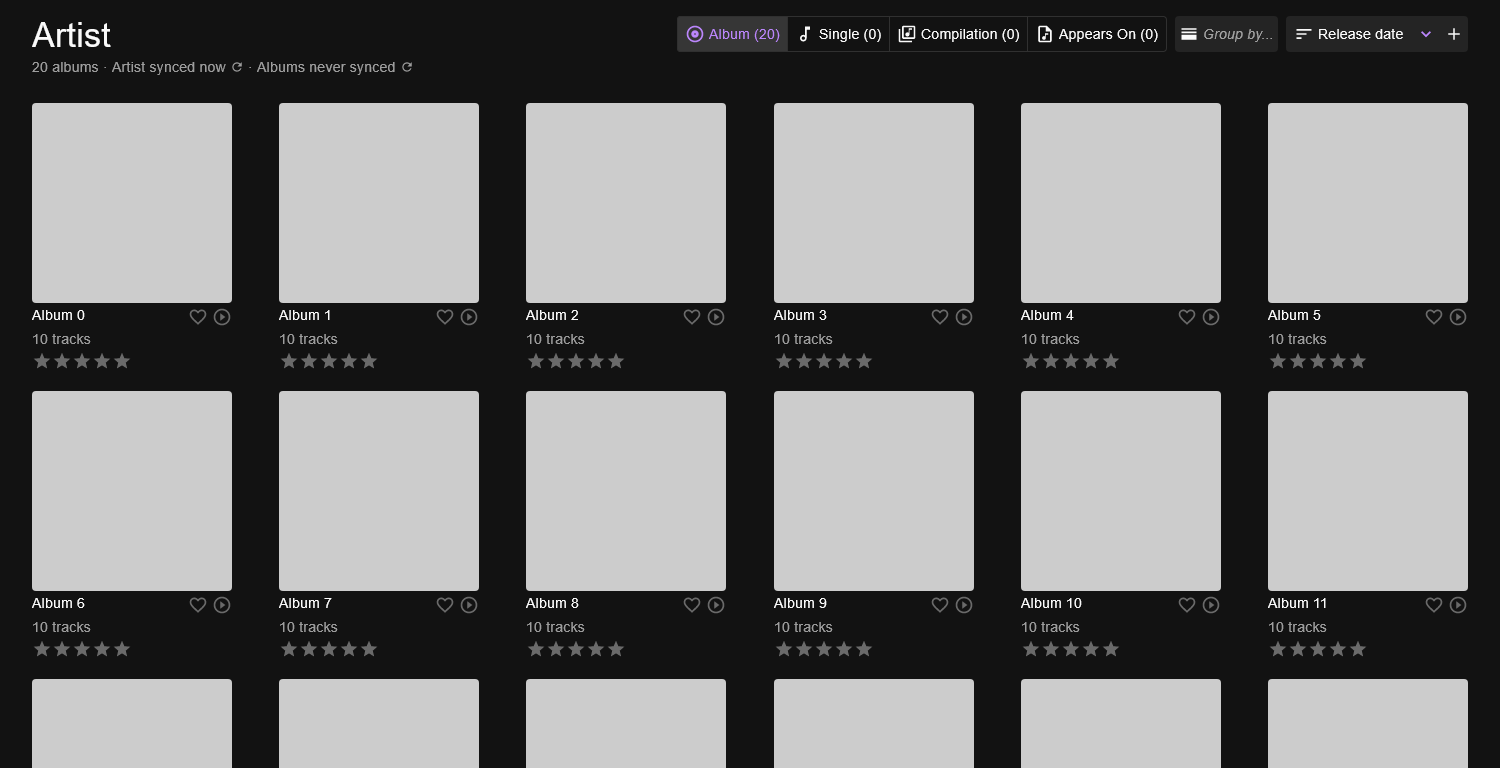 Artist
Album (20) Single (0) Compilation (0) Appears On (0) Group by... Release date
20 albums · Artist synced now · Albums never synced
Album 0 Album 1 Album 2 Album 3 Album 4 Album 5
10 tracks 10 tracks 10 tracks 10 tracks 10 tracks 10 tracks
Album 6 Album 7 Album 8 Album 9 Album 10 Album 11
10 tracks 10 tracks 10 tracks 10 tracks 10 tracks 10 tracks